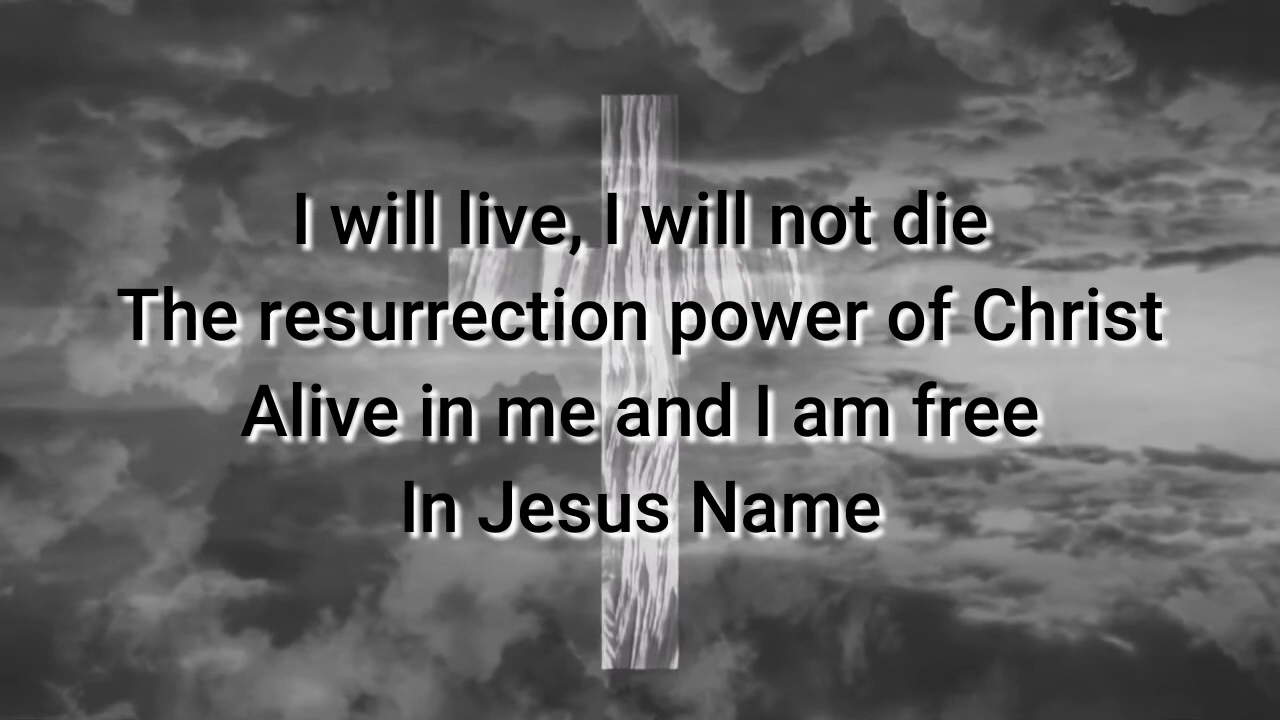 I will live, I will not die
The resurrection power of Christ
Alive in me and I am free
In Jesus Name